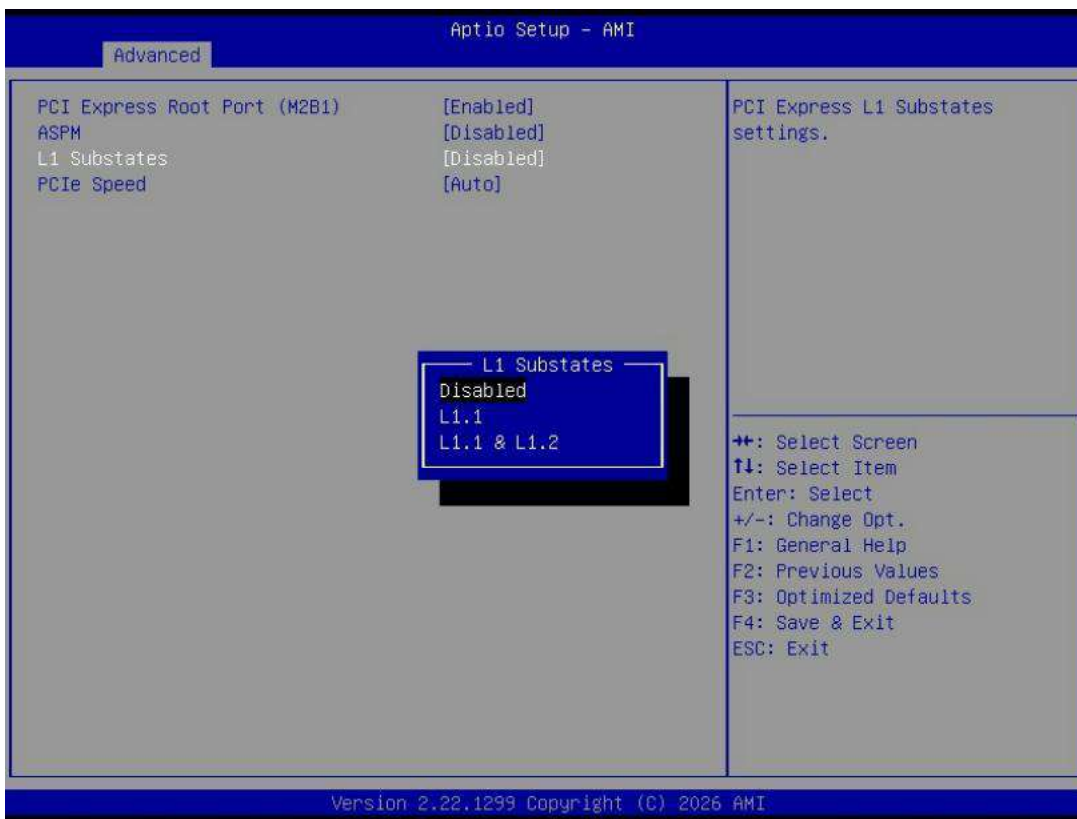 Aptio Setup – AMI
Advanced
PCI Express Root Port (M2B1) [Enabled]
ASPM [Disabled]
L1 Substates [Disabled]
PCIe Speed [Auto]
PCI Express L1 Substates
settings.
L1 Substates
Disabled
L1.1
L1.1 & L1.2
→←: Select Screen
↑↓: Select Item
Enter: Select
+/-: Change Opt.
F1: General Help
F2: Previous Values
F3: Optimized Defaults
F4: Save & Exit
ESC: Exit
Version 2.22.1299 Copyright (C) 2026 AMI